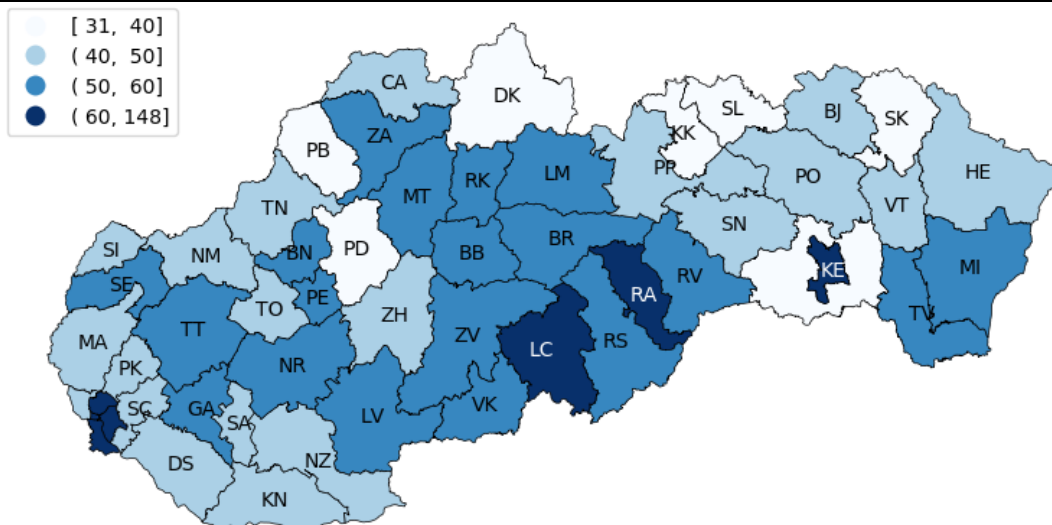 [ 31, 40]
( 40, 50]
( 50, 60]
( 60, 148]
CA
DK
SL
BJ
SK
ZA
KK
PB
PP
LM
HE
PO
RK
MT
VT
TN
SN
SI
NM
BN
PD
BB
BR
MI
KE
RV
SE
PE
RA
TO
ZH
TV
TT
ZV
RS
MA
LC
PK
NR
SC
GA
VK
LV
SA
DS
NZ
KN